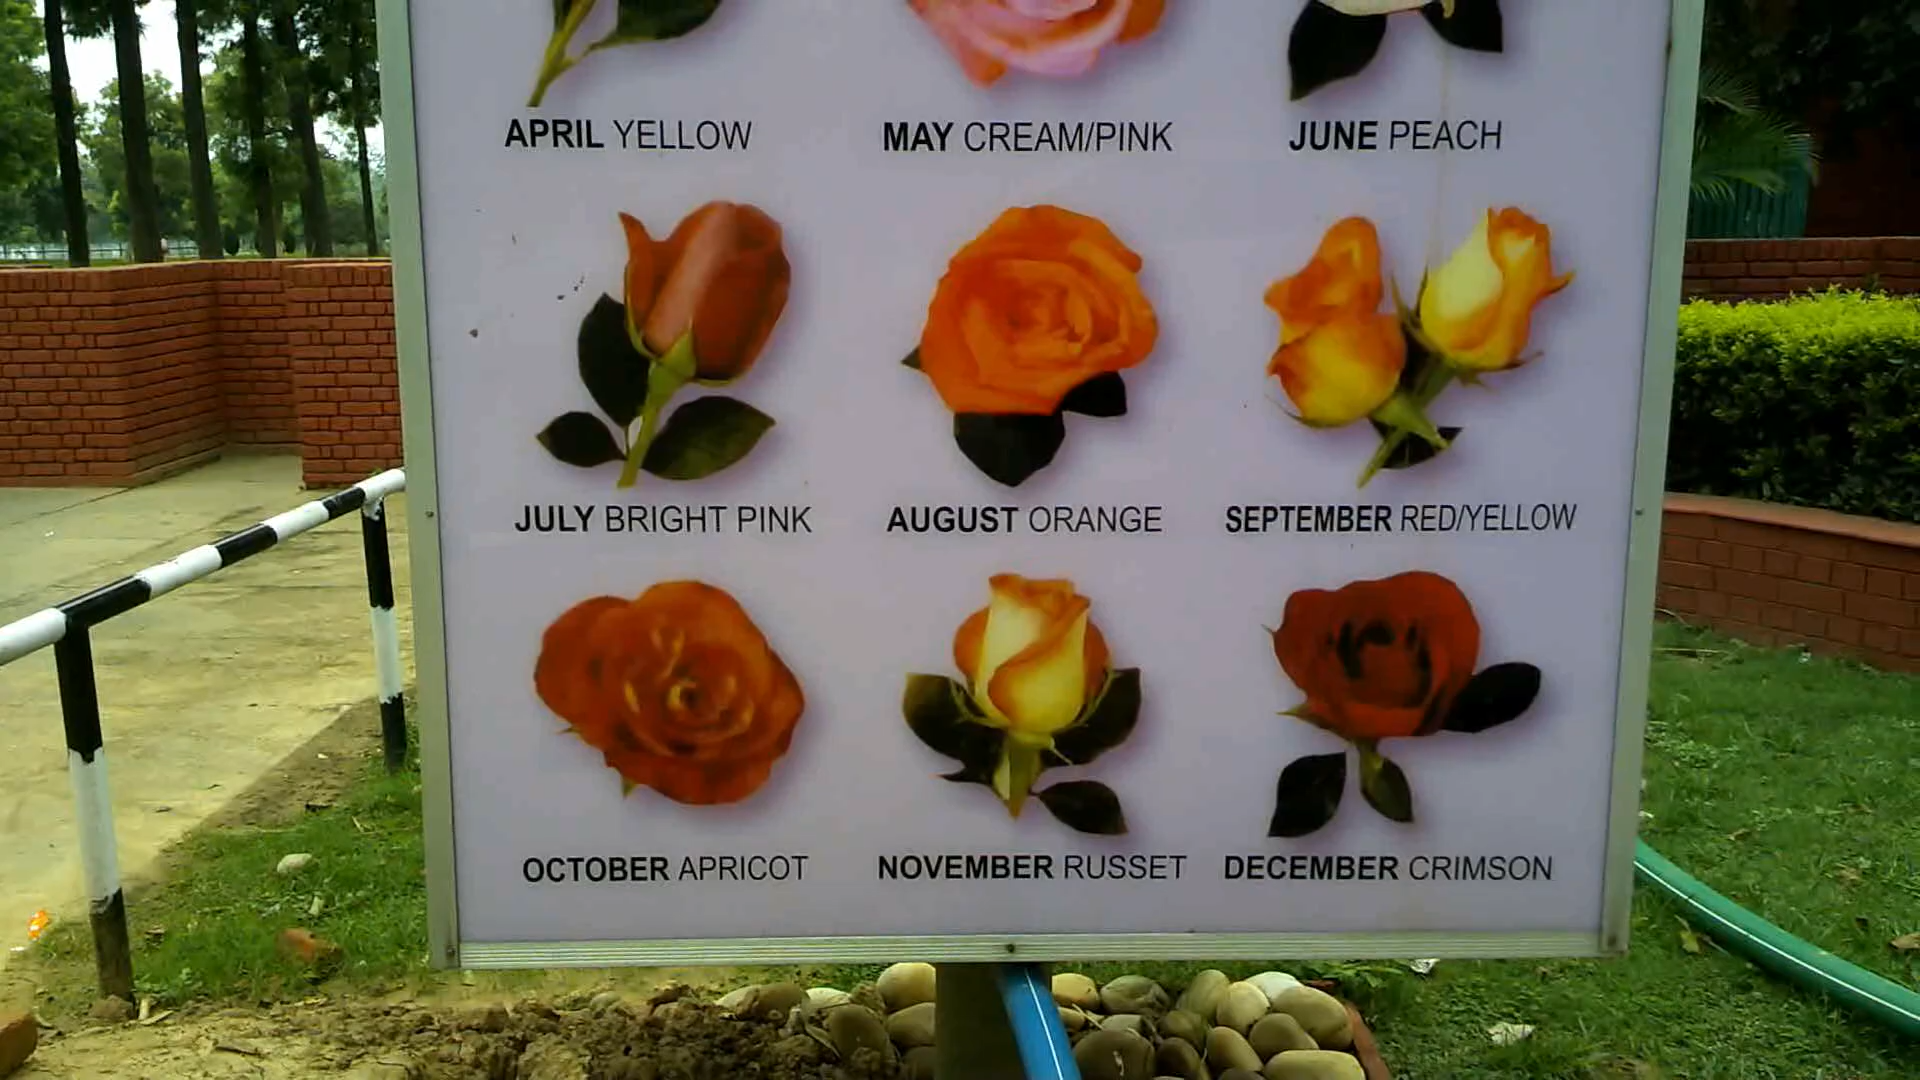 APRIL YELLOW
MAY CREAM/PINK
JUNE PEACH
JULY BRIGHT PINK
AUGUST ORANGE
SEPTEMBER RED/YELLOW
OCTOBER APRICOT
NOVEMBER RUSSET
DECEMBER CRIMSON